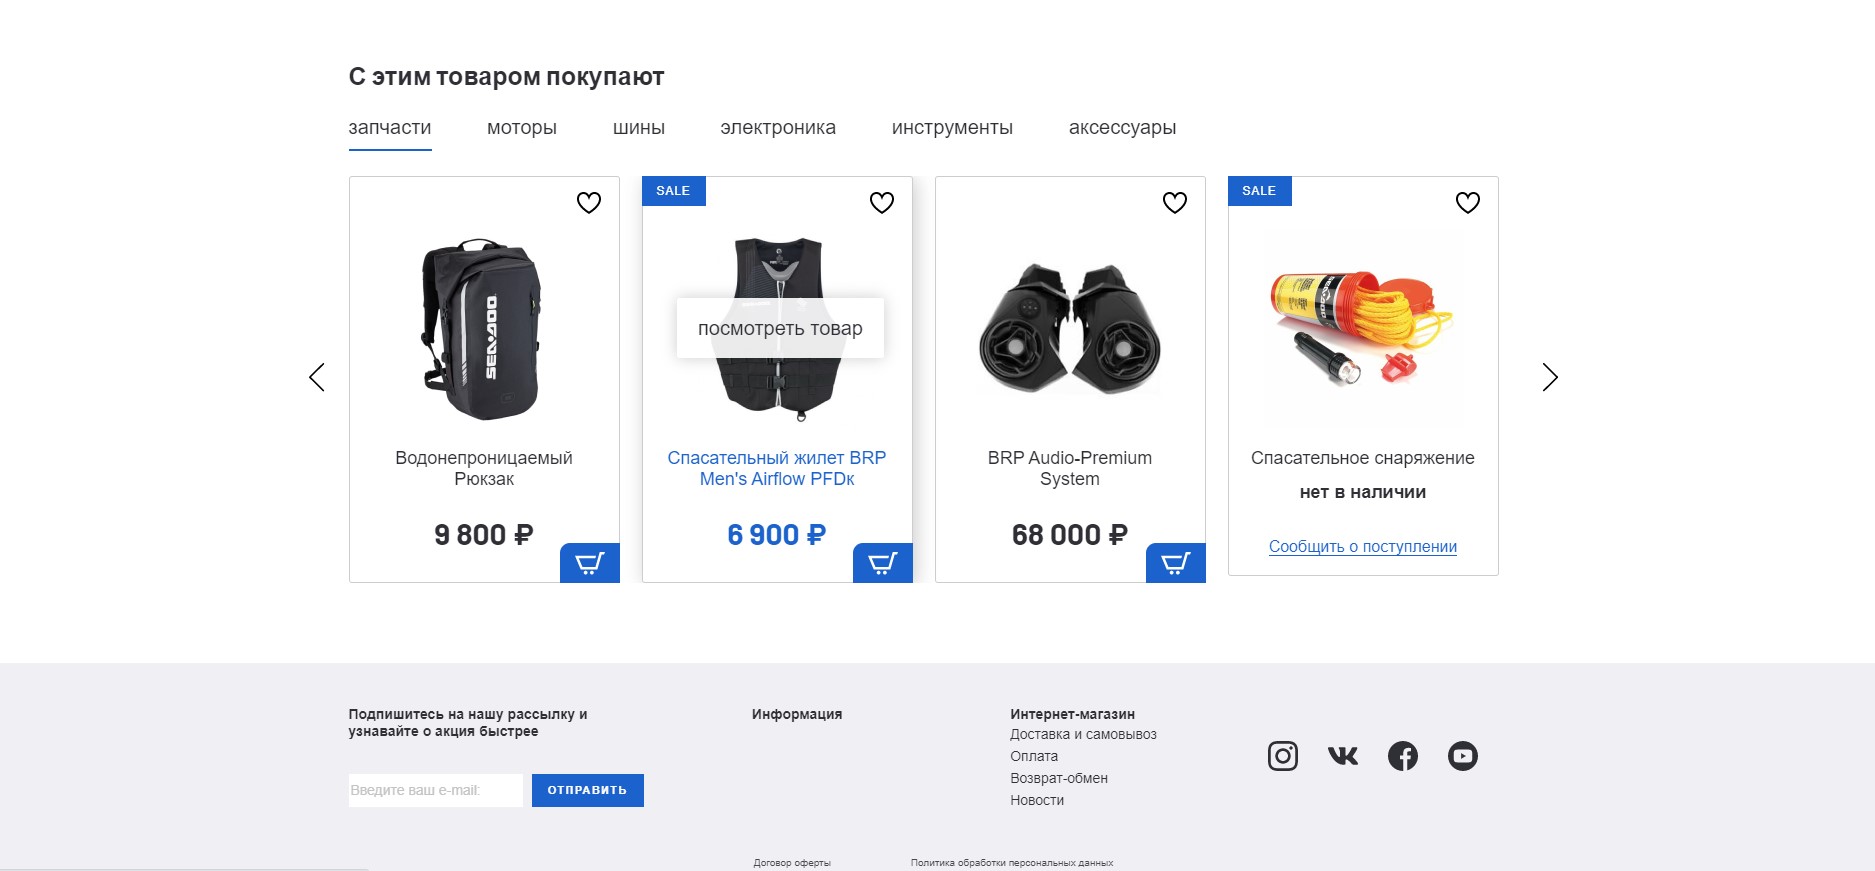 С этим товаром покупают
запчасти моторы шины электроника инструменты аксессуары
SALE SALE
SEA-DOO
посмотреть товар
Водонепроницаемый
Рюкзак
9 800 ₽
Спасательный жилет BRP
Men's Airflow PFDк
6 900 ₽
BRP Audio-Premium
System
68 000 ₽
Спасательное снаряжение
нет в наличии
Сообщить о поступлении
Подпишитесь на нашу рассылку и
узнавайте о акция быстрее
Введите ваш e-mail:
ОТПРАВИТЬ
Информация
Интернет-магазин
Доставка и самовывоз
Оплата
Возврат-обмен
Новости
Договор оферты
Политика обработки персональных данных